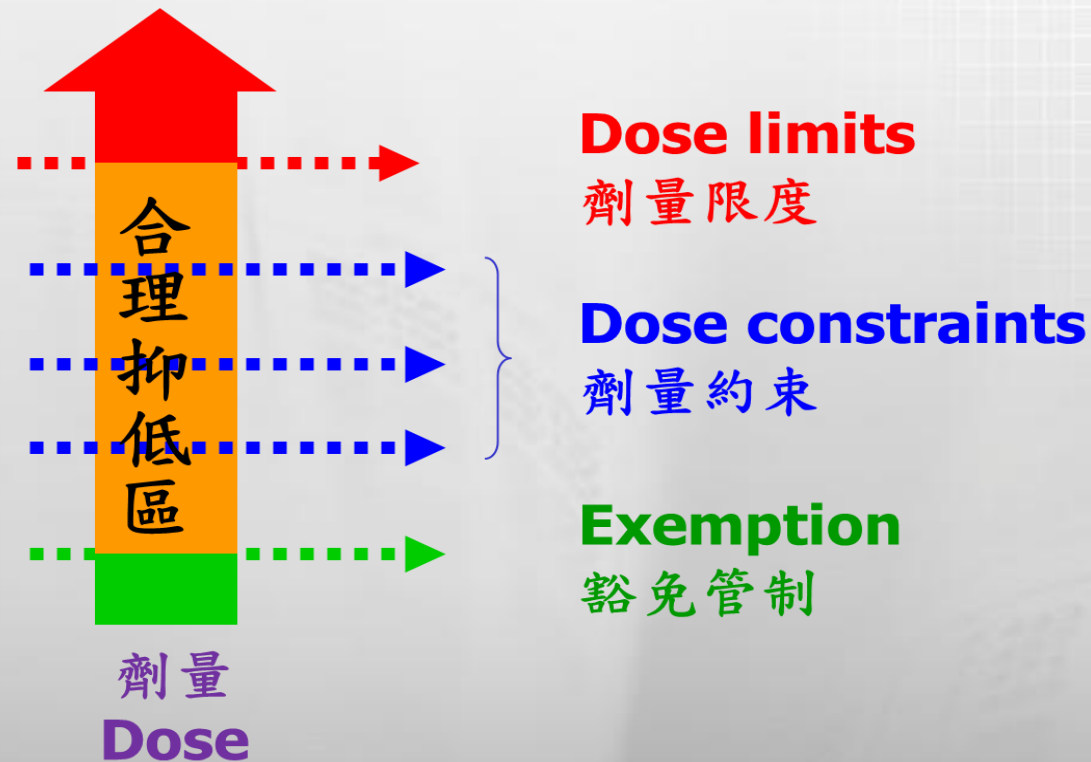 合理抑低區
Dose limits
劑量限度
Dose constraints
劑量約束
Exemption
豁免管制
劑量
Dose